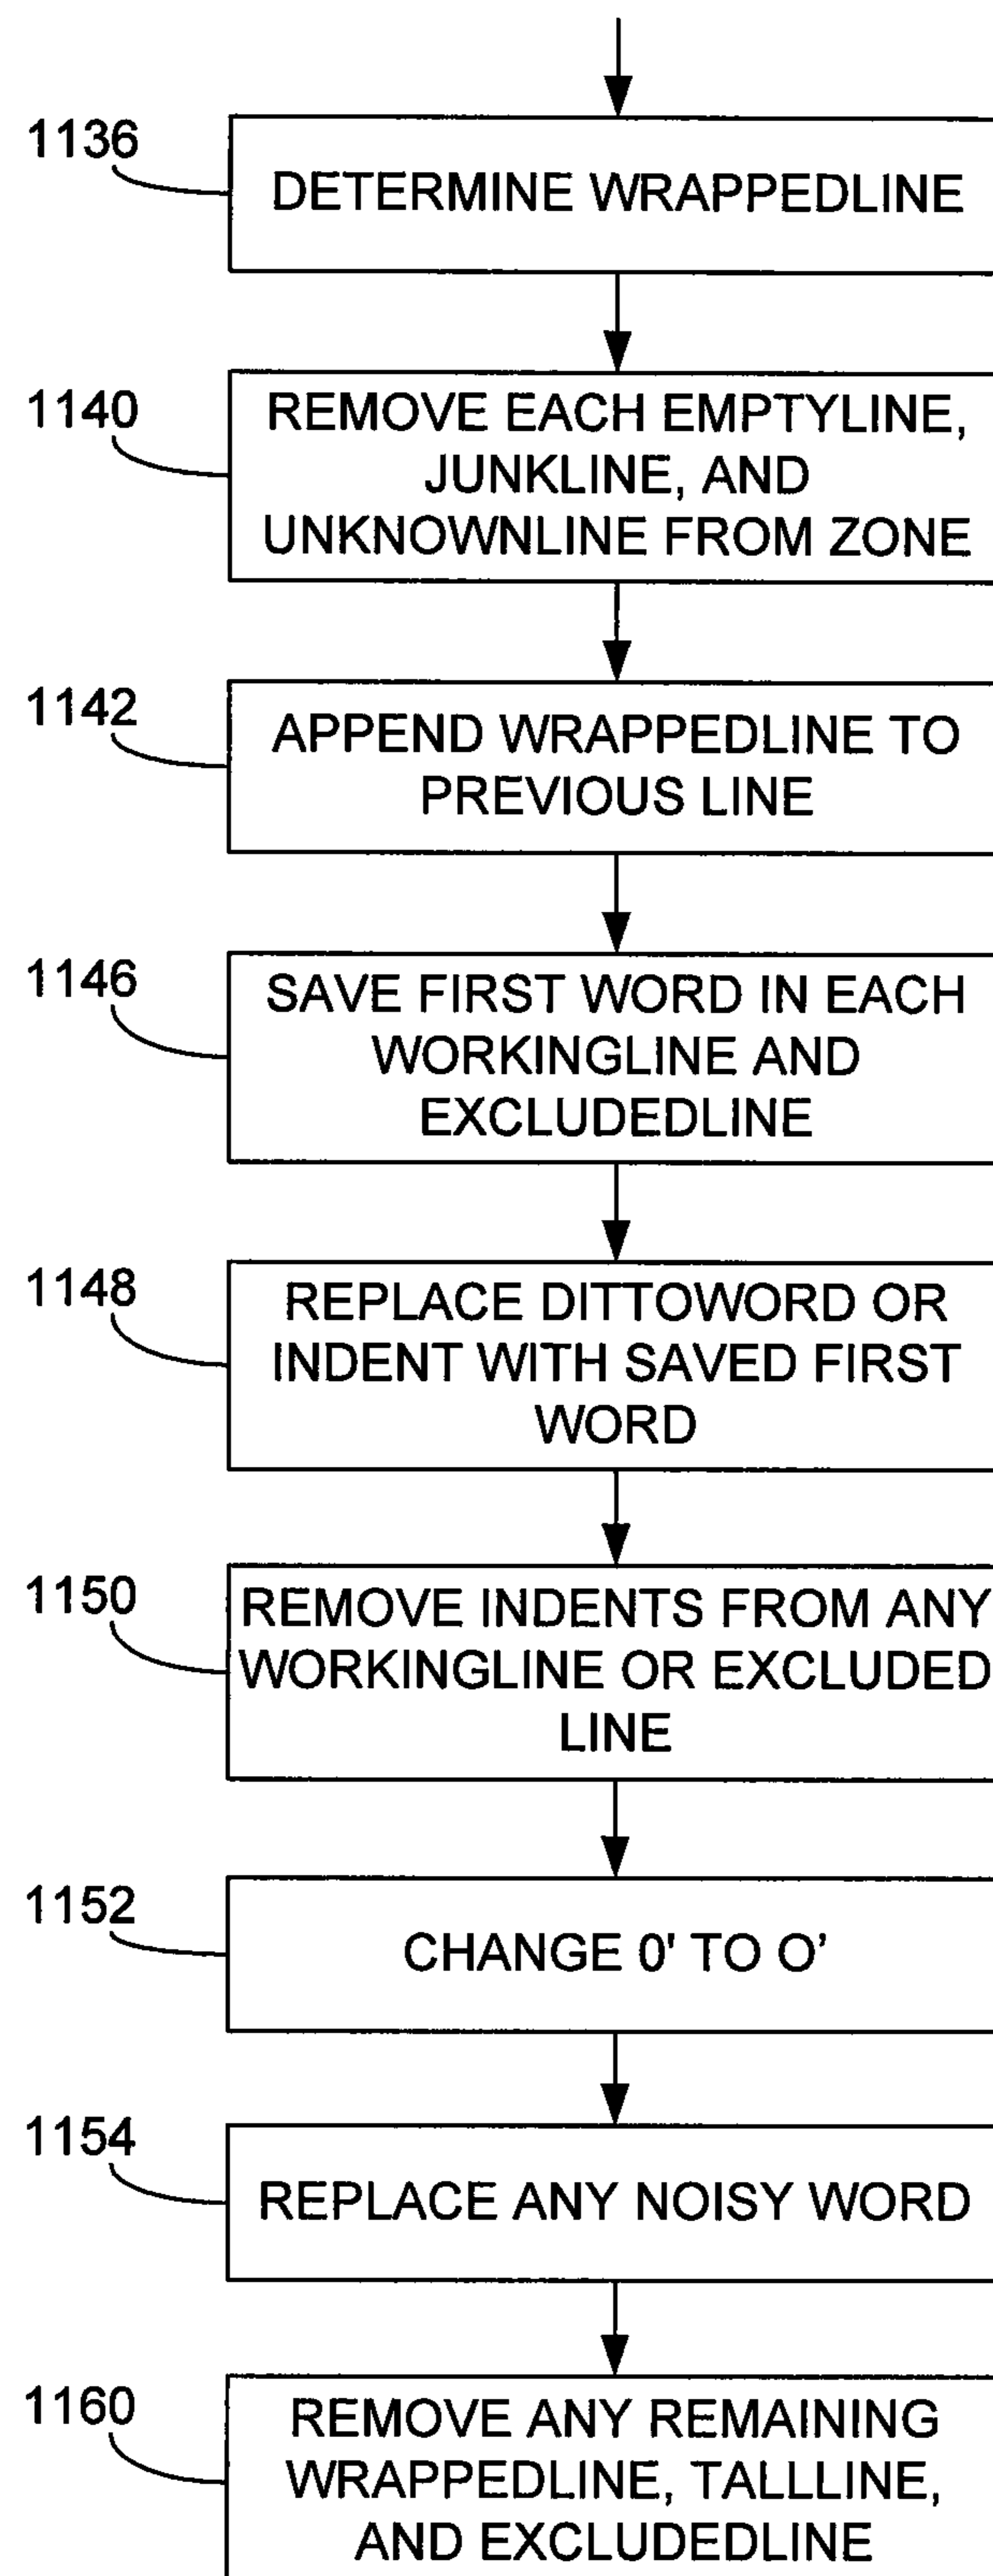 1136
DETERMINE WRAPPEDLINE
1140
REMOVE EACH EMPTYLINE,
JUNKLINE, AND
UNKNOWNLINE FROM ZONE
1142
APPEND WRAPPEDLINE TO
PREVIOUS LINE
1146
SAVE FIRST WORD IN EACH
WORKINGLINE AND
EXCLUDEDLINE
1148
REPLACE DITTOWORD OR
INDENT WITH SAVED FIRST
WORD
1150
REMOVE INDENTS FROM ANY
WORKINGLINE OR EXCLUDED
LINE
1152
CHANGE 0' TO O’
1154
REPLACE ANY NOISY WORD
1160
REMOVE ANY REMAINING
WRAPPEDLINE, TALLLINE,
AND EXCLUDEDLINE